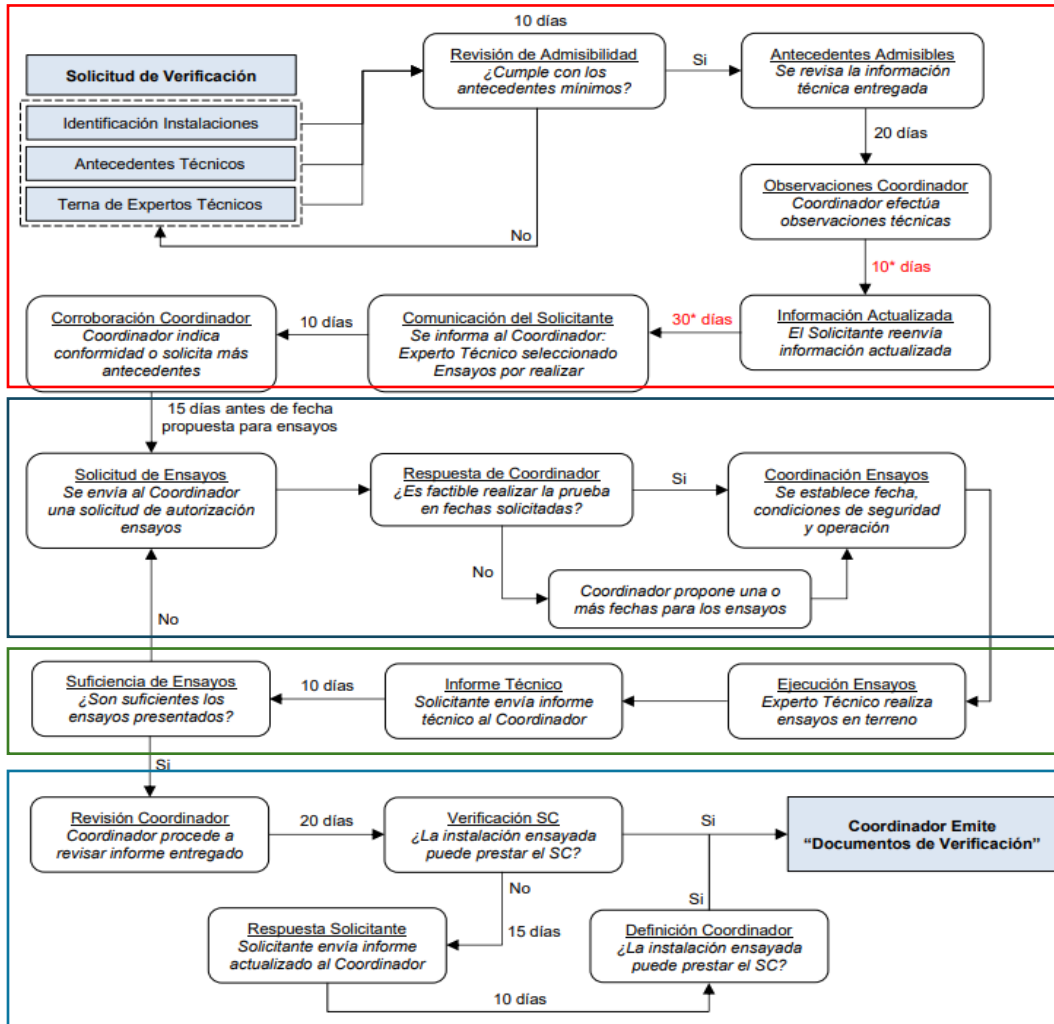 10 días
Solicitud de Verificación
Identificación Instalaciones
Antecedentes Técnicos
Terna de Expertos Técnicos
Revisión de Admisibilidad
¿Cumple con los
antecedentes mínimos?
Si
No
Antecedentes Admisibles
Se revisa la información
técnica entregada
20 días
Observaciones Coordinador
Coordinador efectúa
observaciones técnicas
10* días
Información Actualizada
El Solicitante reenvía
información actualizada
30* días
Comunicación del Solicitante
Se informa al Coordinador:
Experto Técnico seleccionado
Ensayos por realizar
10 días
Corroboración Coordinador
Coordinador indica
conformidad o solicita más
antecedentes
15 días antes de fecha
propuesta para ensayos
Solicitud de Ensayos
Se envía al Coordinador
una solicitud de autorización
ensayos
Respuesta de Coordinador
¿Es factible realizar la prueba
en fechas solicitadas?
Si
No
Coordinador propone una o
más fechas para los ensayos
Coordinación Ensayos
Se establece fecha,
condiciones de seguridad
y operación
Ejecución Ensayos
Experto Técnico realiza
ensayos en terreno
Informe Técnico
Solicitante envía informe
técnico al Coordinador
10 días
Suficiencia de Ensayos
¿Son suficientes los
ensayos presentados?
No
Si
Revisión Coordinador
Coordinador procede a
revisar informe entregado
20 días
Verificación SC
¿La instalación ensayada
puede prestar el SC?
Si
No
15 días
Respuesta Solicitante
Solicitante envía informe
actualizado al Coordinador
10 días
Definición Coordinador
¿La instalación ensayada
puede prestar el SC?
Si
Coordinador Emite
“Documentos de Verificación”